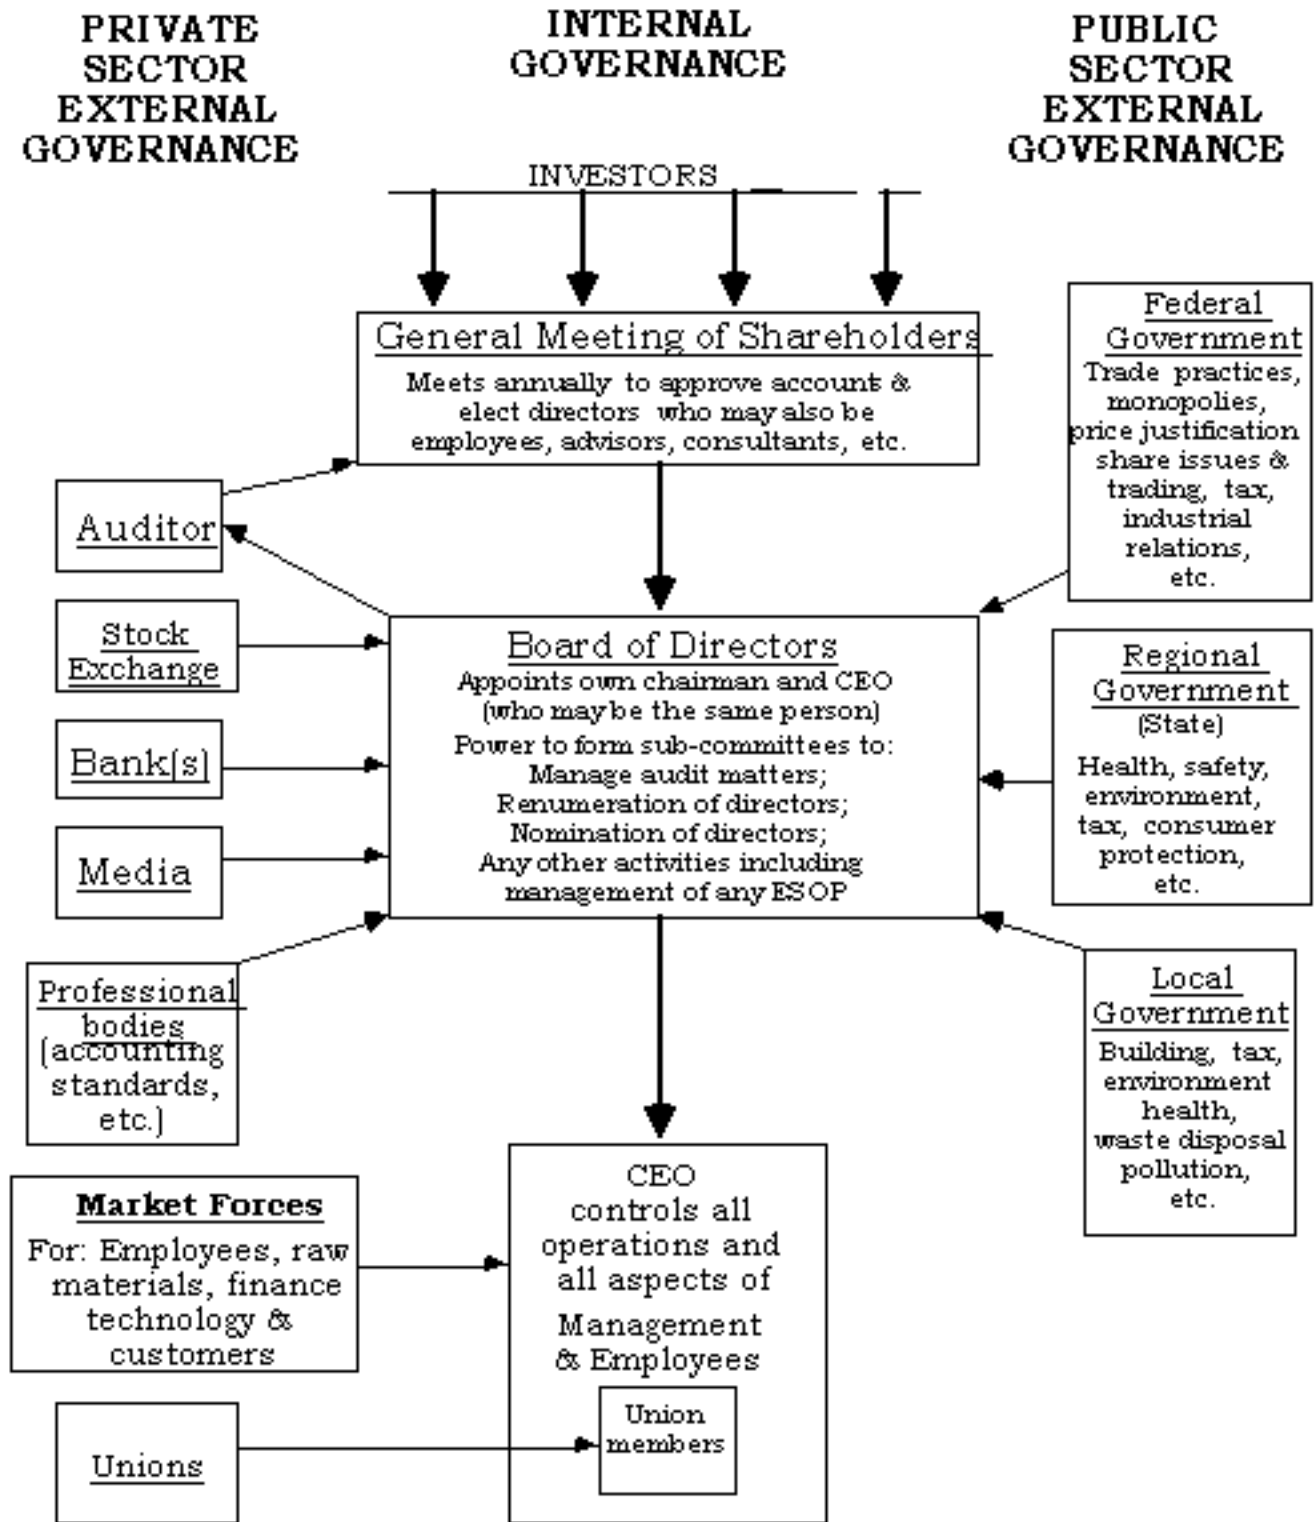 PRIVATE
SECTOR
EXTERNAL
GOVERNANCE
INTERNAL
GOVERNANCE
PUBLIC
SECTOR
EXTERNAL
GOVERNANCE
INVESTORS
General Meeting of Shareholders
Meets annually to approve account &
elect directors who may also be
employees, advisors, consultants, etc.
Auditor
Stock
Exchange
Bank(s)
Media
Professional
bodies
(accounting
standards,
etc.)
Market Forces
For: Employees, raw
materials, finance
technology &
customers
Unions
Board of Directors
Appoints own chairman and CEO
(who may be the same person)
Power to form sub-committees to:
Manage audit matters;
Renumeration of directors;
Nomination of directors;
Any other activities including
management of any ESOP
CEO
controls all
operations and
all aspects of
Management
& Employees
Union
members
Federal
Government
Trade practices,
monopolies,
price justification
share issues &
trading, tax,
industrial
relations,
etc.
Regional
Government
(State)
Health, safety,
environment,
tax, consumer
protection,
etc.
Local
Government
Building, tax,
environment
health,
waste disposal
pollution,
etc.